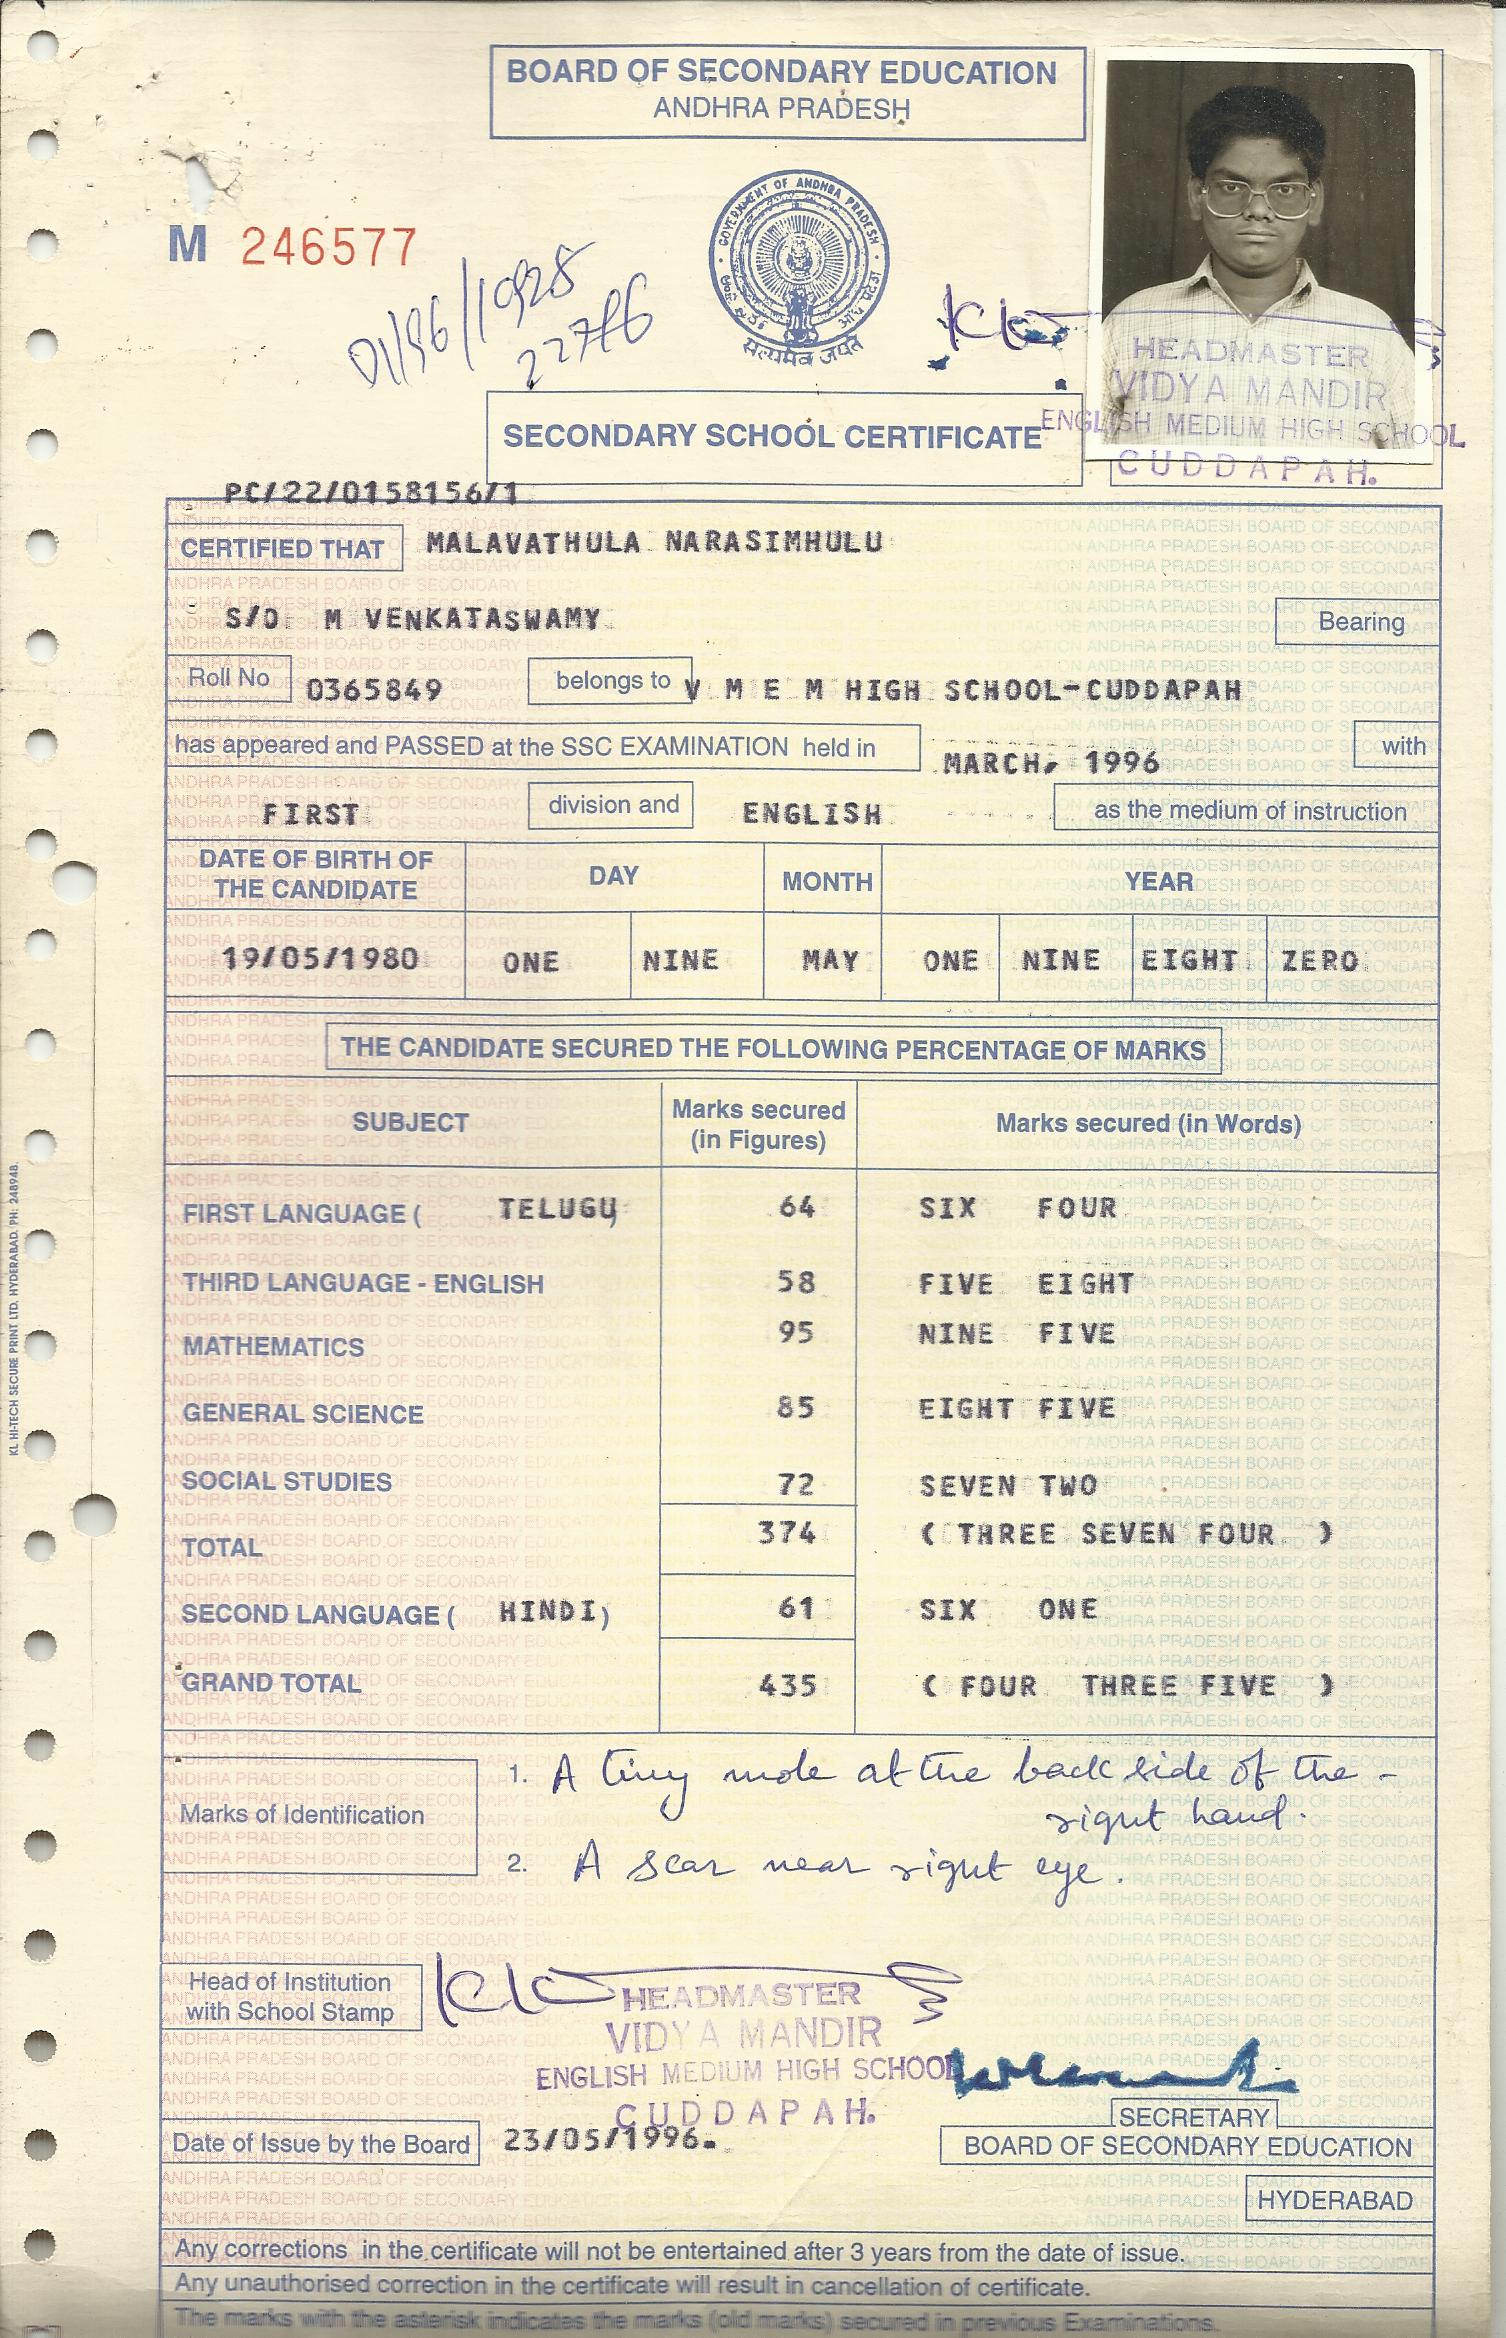 BOARD OF SECONDARY EDUCATION
ANDHRA PRADESH
GOVERNMENT OF ANDHRA PRADESH
सत्यमेव जयते
M 246577
HEADMASTER
VIDYA MANDIR
ENGLISH MEDIUM HIGH SCHOOL
CUDDAPAH.
SECONDARY SCHOOL CERTIFICATE
PC/22/0158156/1
CERTIFIED THAT MALAVATHULA NARASIMHULU
S/O M VENKATASWAMY Bearing
Roll No 0365849 belongs to V M E M HIGH SCHOOL-CUDDAPAH
has appeared and PASSED at the SSC EXAMINATION held in MARCH, 1996 with
FIRST division and ENGLISH as the medium of instruction
DATE OF BIRTH OF THE CANDIDATE DAY MONTH YEAR
19/05/1980 ONE NINE MAY ONE NINE EIGHT ZERO
THE CANDIDATE SECURED THE FOLLOWING PERCENTAGE OF MARKS
SUBJECT Marks secured (in Figures) Marks secured (in Words)
FIRST LANGUAGE ( TELUGU 64 SIX FOUR
THIRD LANGUAGE - ENGLISH 58 FIVE EIGHT
MATHEMATICS 95 NINE FIVE
GENERAL SCIENCE 85 EIGHT FIVE
SOCIAL STUDIES 72 SEVEN TWO
TOTAL 374 ( THREE SEVEN FOUR )
SECOND LANGUAGE ( HINDI ) 61 SIX ONE
GRAND TOTAL 435 ( FOUR THREE FIVE )
Marks of Identification 1. A tiny mole at the back side of the -
right hand.
2. A scar near right eye.
Head of Institution
with School Stamp
HEADMASTER
VIDYA MANDIR
ENGLISH MEDIUM HIGH SCHOOL
CUDDAPAH.
Date of Issue by the Board 23/05/1996.
SECRETARY
BOARD OF SECONDARY EDUCATION
HYDERABAD
Any corrections in the certificate will not be entertained after 3 years from the date of issue.
Any unauthorised correction in the certificate will result in cancellation of certificate.
The marks with the asterisk indicates the marks (old marks) secured in previous Examinations.
KL HI-TECH SECURE PRINT LTD. HYDERABAD. PH: 248948.